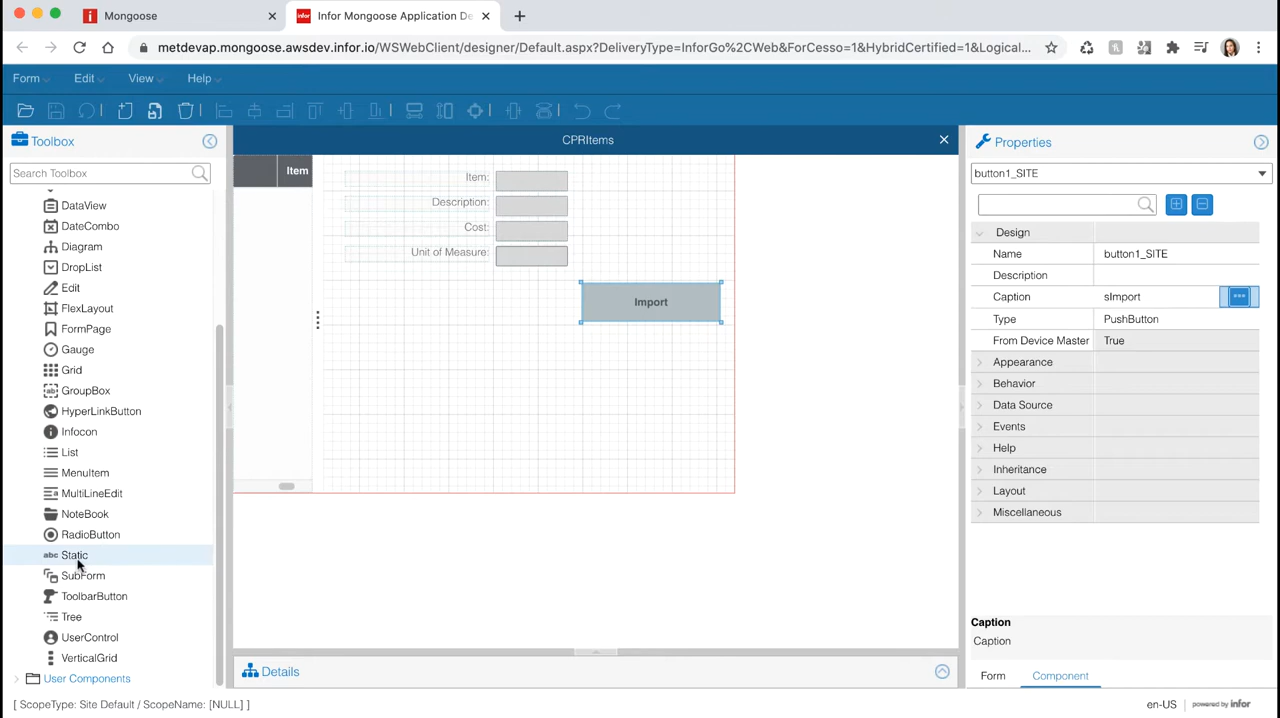 Mongoose
Infor Mongoose Application De
metdevap.mongoose.awsdev.infor.io/WSWebClient/designer/Default.aspx?DeliveryType=InforGo%2CWeb&ForCesso=1&HybridCertified=1&Logical...
Form Edit View Help
Toolbox
CPRItems
Properties
Search Toolbox
Item
button1_SITE
DataView
DateCombo
Diagram
DropList
Edit
FlexLayout
FormPage
Gauge
Grid
GroupBox
HyperLinkButton
Infocon
List
MenuItem
MultiLineEdit
NoteBook
RadioButton
abc Static
SubForm
ToolbarButton
Tree
UserControl
VerticalGrid
User Components
Item:
Description:
Cost:
Unit of Measure:
Import
Details
Design
Name button1_SITE
Description
Caption sImport
Type PushButton
From Device Master True
Appearance
Behavior
Data Source
Events
Help
Inheritance
Layout
Miscellaneous
Caption
Caption
Form Component
[ ScopeType: Site Default / ScopeName: [NULL] ]
en-US powered by infor